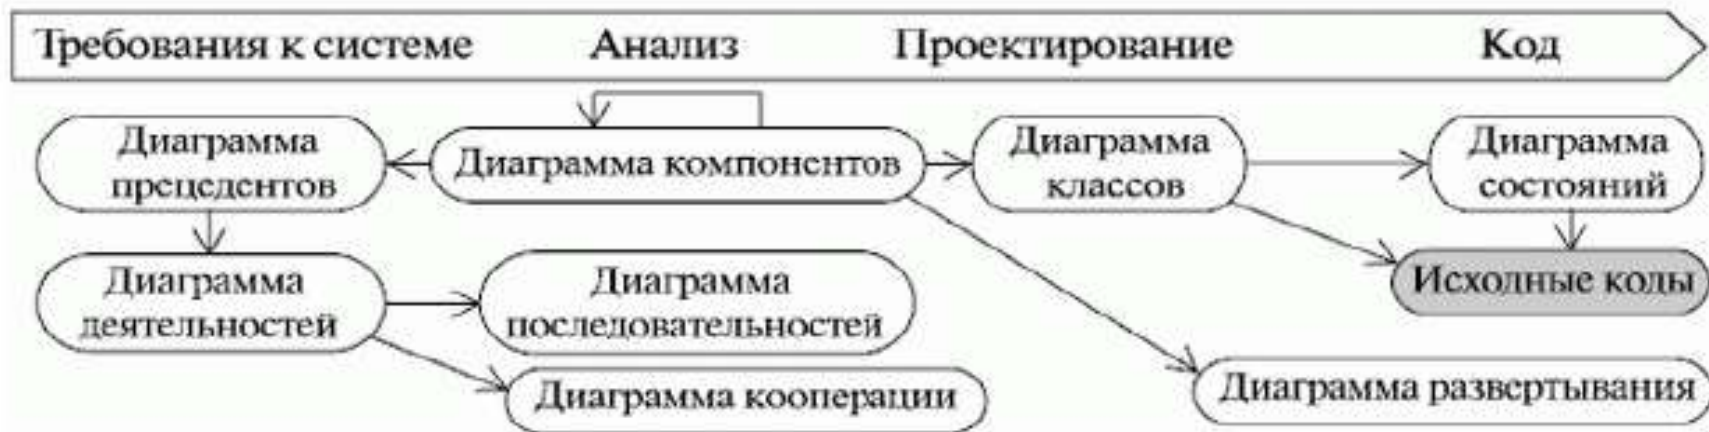 Требования к системе Анализ Проектирование Код
Диаграмма
прецедентов
Диаграмма компонентов
Диаграмма
классов
Диаграмма
состояний
Диаграмма
деятельностей
Диаграмма
последовательностей
Исходные коды
Диаграмма кооперации
Диаграмма развертывания